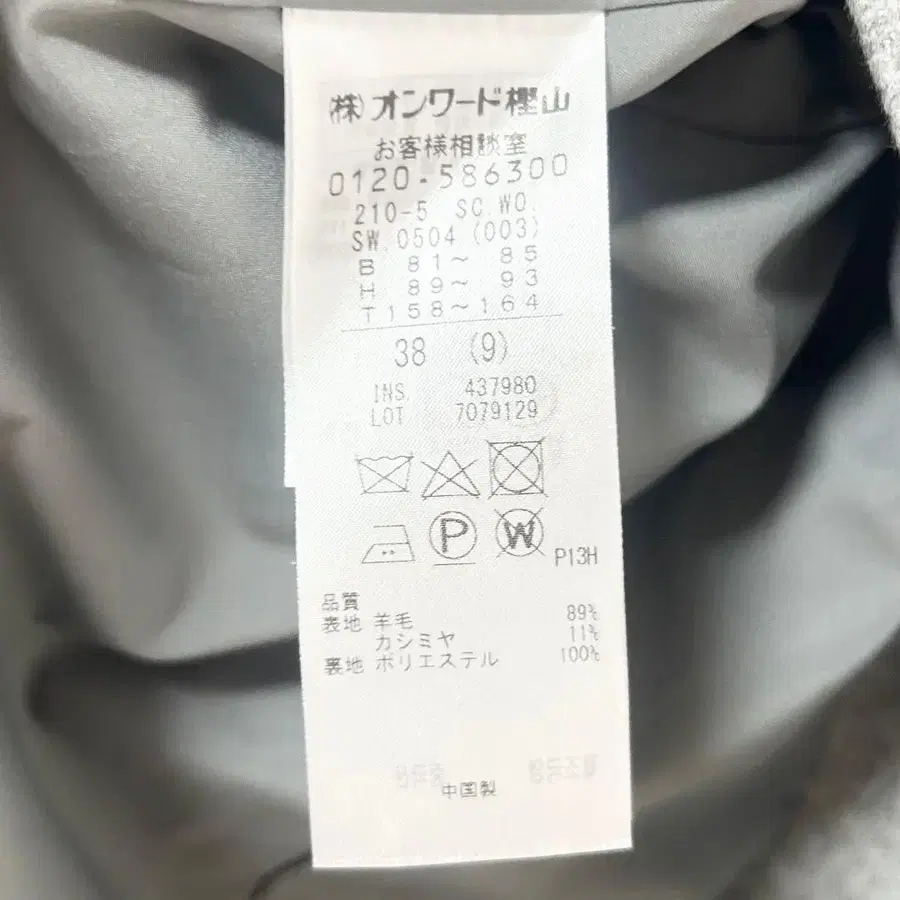 (株)オンワード樫山
お客様相談室
0120-586300
210-5 SC.WO.
SW.0504(003)
B 81~85
H 89~93
T158~164
38 (9)
INS. 437980
LOT 7079129
P
W
P13H
品質
表地 羊毛 89%
カシミヤ 11%
裏地 ポリエステル 100%
中国製